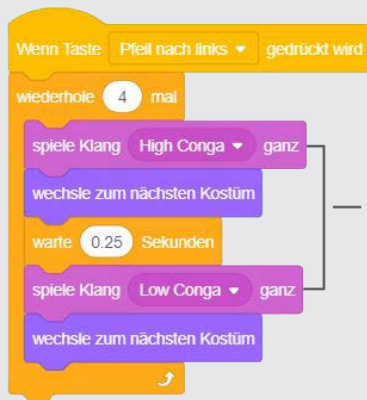 Wenn Taste Pfeil nach links gedrückt wird
wiederhole 4 mal
spiele Klang High Conga ganz
wechsle zum nächsten Kostüm
warte 0.25 Sekunden
spiele Klang Low Conga ganz
wechsle zum nächsten Kostüm